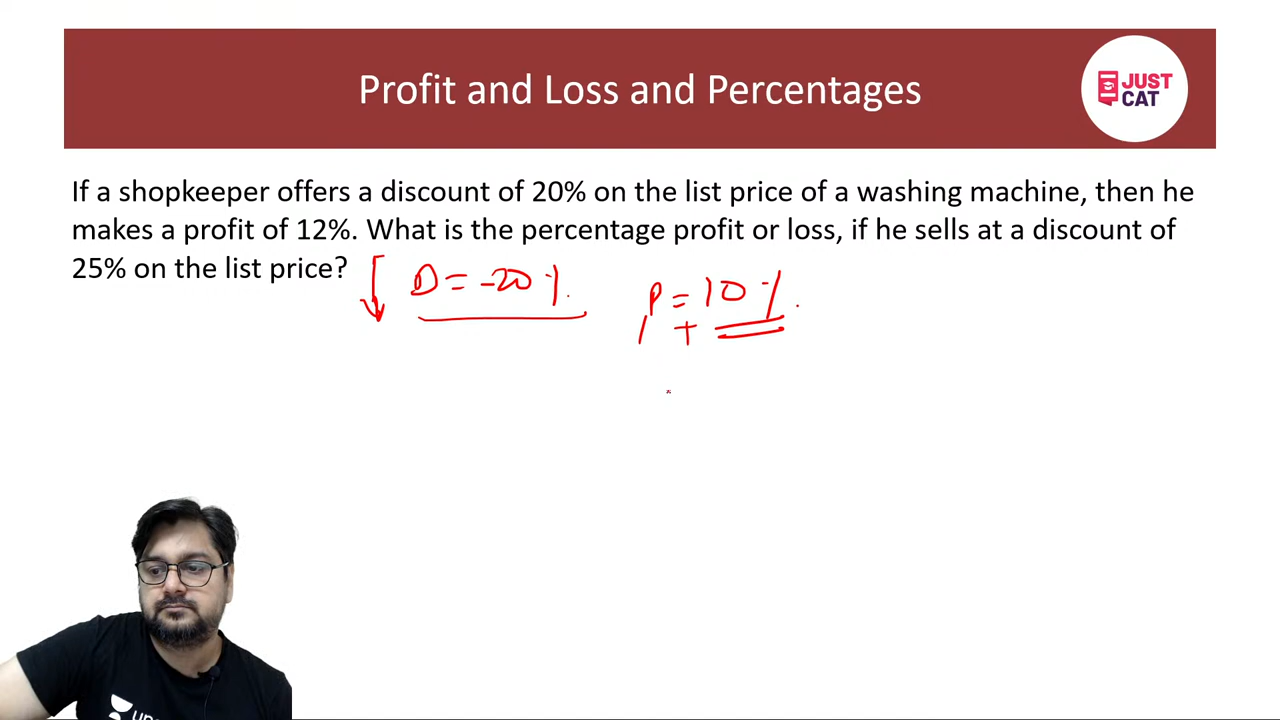 Profit and Loss and Percentages
JUST
CAT
If a shopkeeper offers a discount of 20% on the list price of a washing machine, then he
makes a profit of 12%. What is the percentage profit or loss, if he sells at a discount of
25% on the list price?
D = -20%.
P = 10%.
+